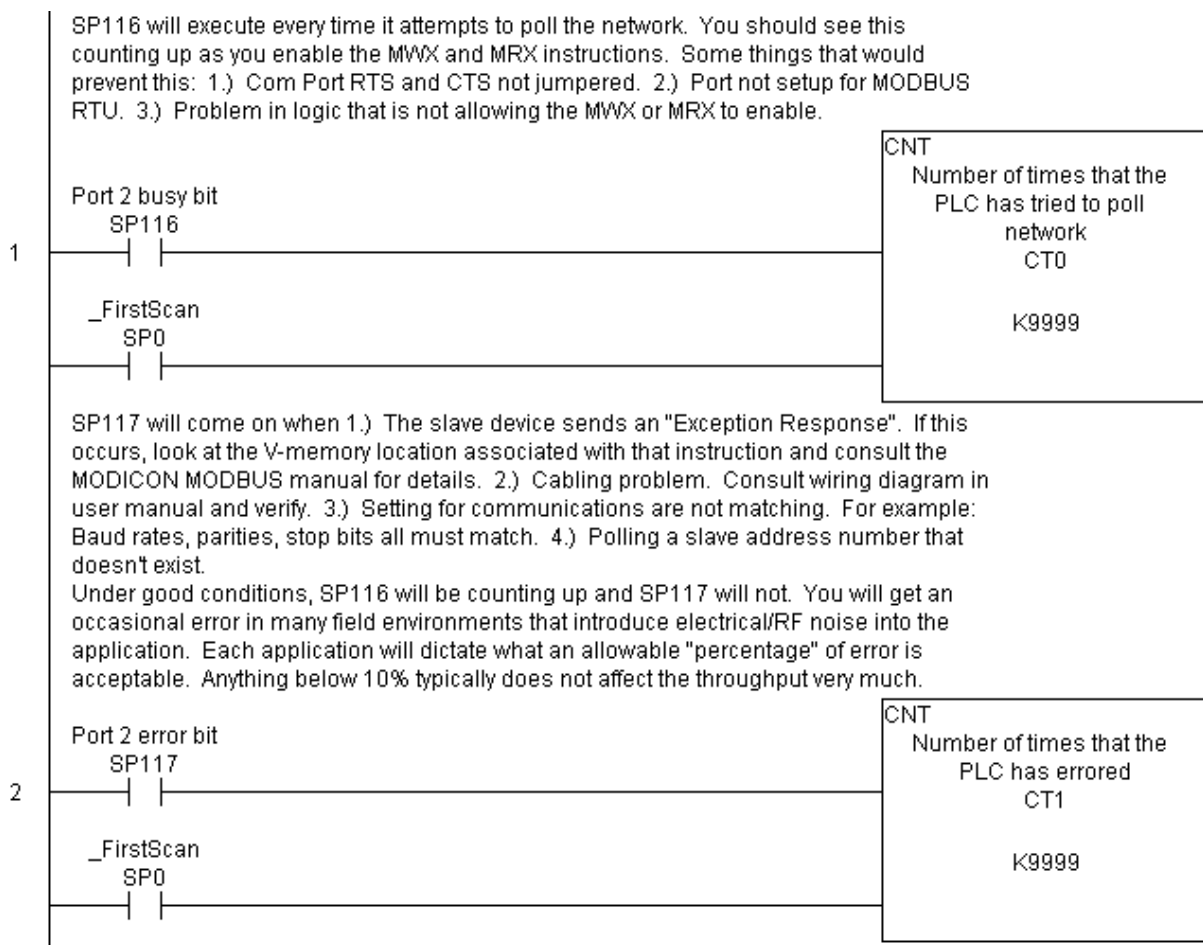 SP116 will execute every time it attempts to poll the network. You should see this
counting up as you enable the MWX and MRX instructions. Some things that would
prevent this: 1.) Com Port RTS and CTS not jumpered. 2.) Port not setup for MODBUS
RTU. 3.) Problem in logic that is not allowing the MWX or MRX to enable.
CNT
Number of times that the
PLC has tried to poll
network
CT0
K9999
Port 2 busy bit
SP116
1
_FirstScan
SP0
SP117 will come on when 1.) The slave device sends an "Exception Response". If this
occurs, look at the V-memory location associated with that instruction and consult the
MODICON MODBUS manual for details. 2.) Cabling problem. Consult wiring diagram in
user manual and verify. 3.) Setting for communications are not matching. For example:
Baud rates, parities, stop bits all must match. 4.) Polling a slave address number that
doesn't exist.
Under good conditions, SP116 will be counting up and SP117 will not. You will get an
occasional error in many field environments that introduce electrical/RF noise into the
application. Each application will dictate what an allowable "percentage" of error is
acceptable. Anything below 10% typically does not affect the throughput very much.
CNT
Number of times that the
PLC has errored
CT1
K9999
Port 2 error bit
SP117
2
_FirstScan
SP0